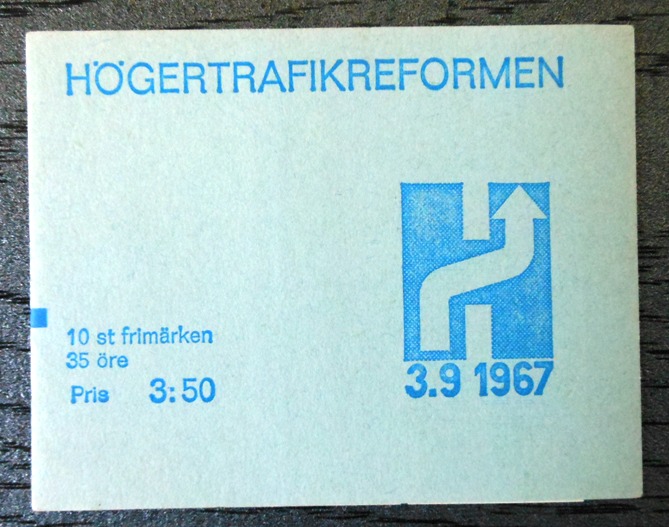 HÖGERTRAFIKREFORMEN
10 st frimärken
35 öre
Pris 3:50
3.9 1967